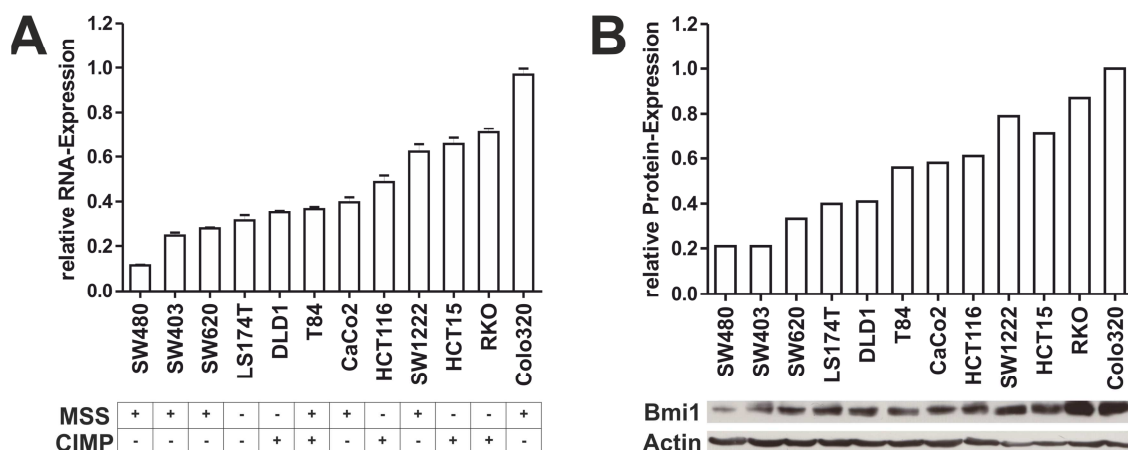 A
relative RNA-Expression
1.2
1.0
0.8
0.6
0.4
0.2
0.0
SW480
SW403
SW620
LS174T
DLD1
T84
CaCo2
HCT116
SW1222
HCT15
RKO
Colo320
MSS + + + - - + + - + - - +
CIMP - - - - + + - + - + + -
B
relative Protein-Expression
1.2
1.0
0.8
0.6
0.4
0.2
0.0
SW480
SW403
SW620
LS174T
DLD1
T84
CaCo2
HCT116
SW1222
HCT15
RKO
Colo320
Bmi1
Actin